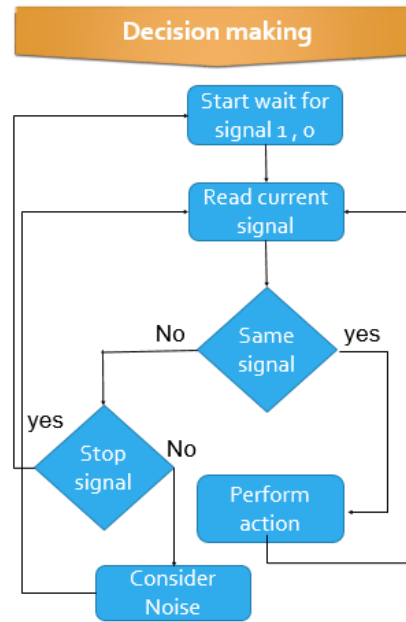 Decision making
Start wait for
signal 1 , 0
Read current
signal
No
Same
signal
yes
yes
Stop
signal
No
Perform
action
Consider
Noise